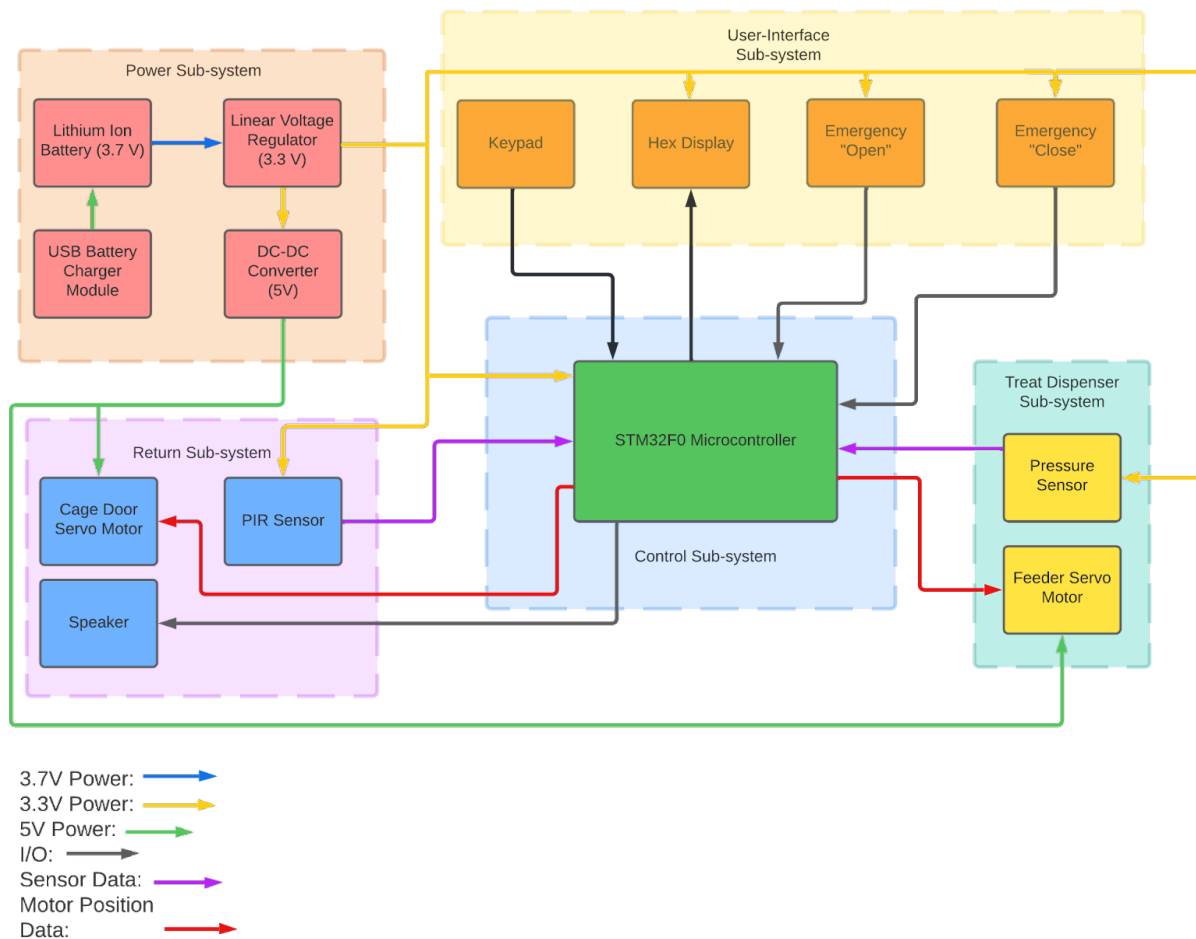 User-Interface
Sub-system
Power Sub-system
Lithium Ion
Battery (3.7 V)
Linear Voltage
Regulator
(3.3 V)
Keypad
Hex Display
Emergency
"Open"
Emergency
"Close"
USB Battery
Charger
Module
DC-DC
Converter
(5V)
Treat Dispenser
Sub-system
Return Sub-system
STM32F0 Microcontroller
Pressure
Sensor
Cage Door
Servo Motor
PIR Sensor
Control Sub-system
Feeder Servo
Motor
Speaker
3.7V Power:
3.3V Power:
5V Power:
I/O:
Sensor Data:
Motor Position
Data: